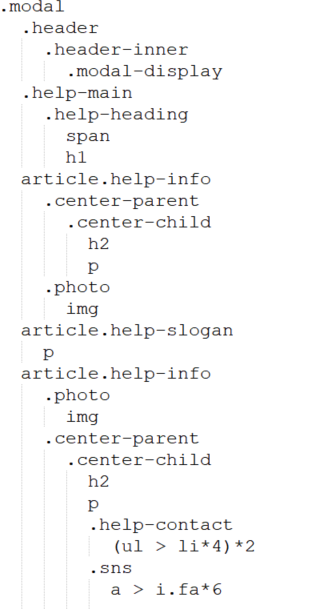 .modal
.header
.header-inner
.modal-display
.help-main
.help-heading
span
h1
article.help-info
.center-parent
.center-child
h2
p
.photo
img
article.help-slogan
p
article.help-info
.photo
img
.center-parent
.center-child
h2
p
.help-contact
(ul > li*4)*2
.sns
a > i.fa*6